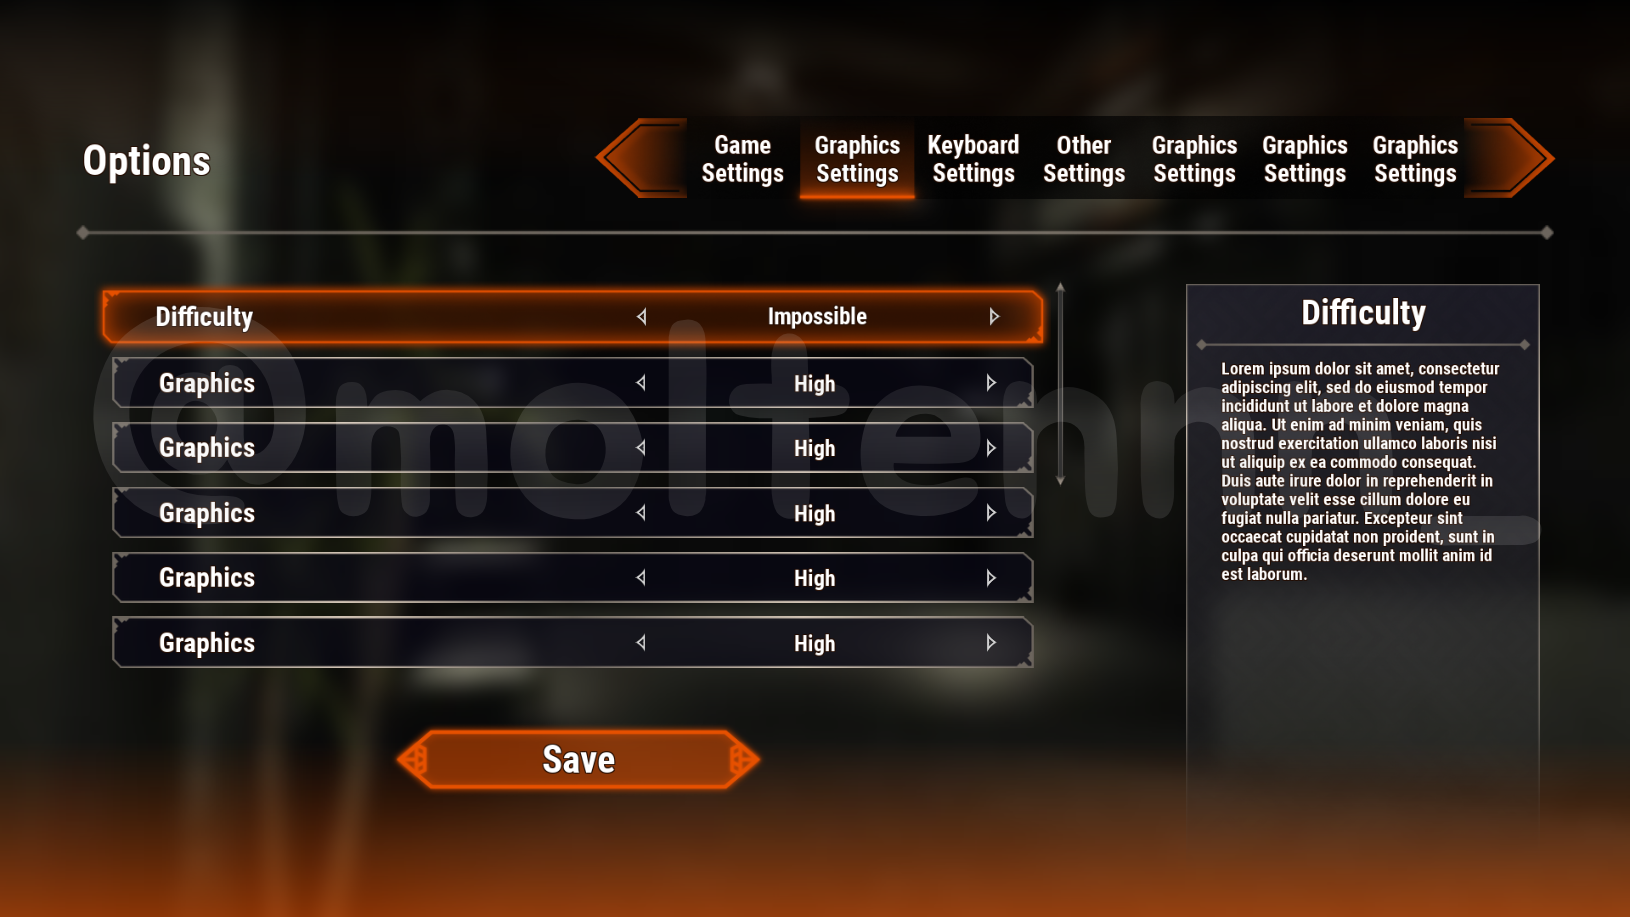 Options
Game
Settings
Graphics
Settings
Keyboard
Settings
Other
Settings
Graphics
Settings
Graphics
Settings
Graphics
Settings
Difficulty
Impossible
Graphics
High
Graphics
High
Graphics
High
Graphics
High
Graphics
High
Save
Difficulty
Lorem ipsum dolor sit amet, consectetur
adipiscing elit, sed do eiusmod tempor
incididunt ut labore et dolore magna
aliqua. Ut enim ad minim veniam, quis
nostrud exercitation ullamco laboris nisi
ut aliquip ex ea commodo consequat.
Duis aute irure dolor in reprehenderit in
voluptate velit esse cillum dolore eu
fugiat nulla pariatur. Excepteur sint
occaecat cupidatat non proident, sunt in
culpa qui officia deserunt mollit anim id
est laborum.
@moltenn_